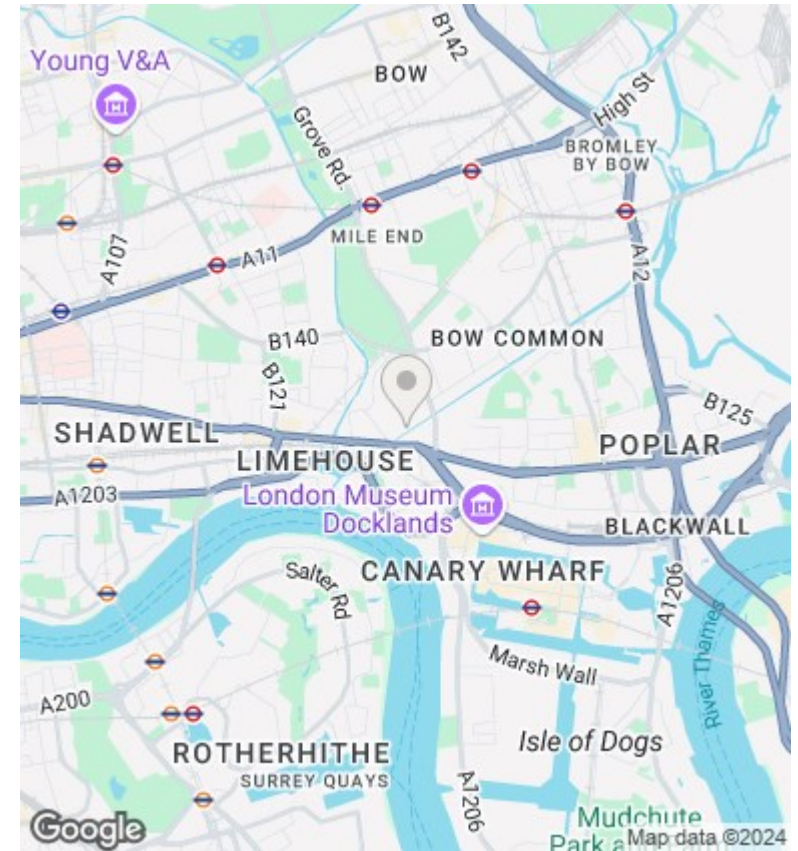 Young V&A
BOW
B142
High St
Grove Rd.
BROMLEY
BY BOW
MILE END
A107
A11
A12
B140
BOW COMMON
B121
B125
SHADWELL
LIMEHOUSE
POPLAR
A1203
London Museum
Docklands
BLACKWALL
CANARY WHARF
Salter Rd
A1206
River Thames
Marsh Wall
A200
Isle of Dogs
ROTHERHITHE
SURREY QUAYS
A1206
Mudchute
Google
Park a
Map data ©2024